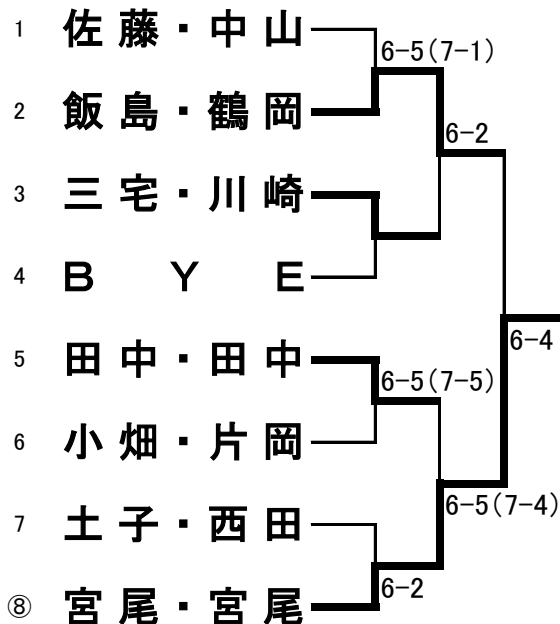 1 佐藤・中山
6-5(7-1)
2 飯島・鶴岡
6-2
3 三宅・川崎
4 BYE
6-4
5 田中・田中
6-5(7-5)
6 小畑・片岡
6-5(7-4)
7 土子・西田
6-2
⑧ 宮尾・宮尾